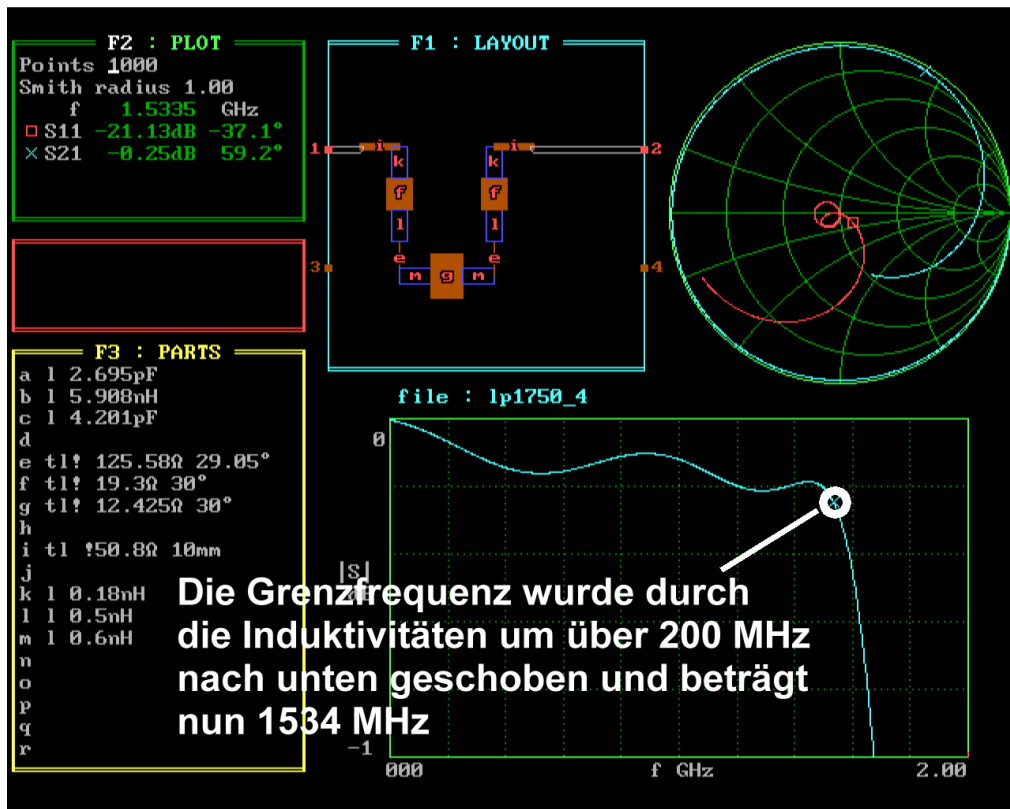 F2 : PLOT
Points 1000
Smith radius 1.00
f 1.5335 GHz
□ S11 -21.13dB -37.1°
× S21 -0.25dB 59.2°
F1 : LAYOUT
1 i i 2
k k
f f
l l
3 e e 4
m g m
F3 : PARTS
a l 2.695pF
b l 5.908nH
c l 4.201pF
d
e tl! 125.58Ω 29.05°
f tl! 19.3Ω 30°
g tl! 12.425Ω 30°
h
i tl !50.8Ω 10mm
j
k l 0.18nH
l l 0.5nH
m l 0.6nH
n
o
p
q
r
file : lp1750_4
0
|S|
-1
000 f GHz 2.00
Die Grenzfrequenz wurde durch
die Induktivitäten um über 200 MHz
nach unten geschoben und beträgt
nun 1534 MHz